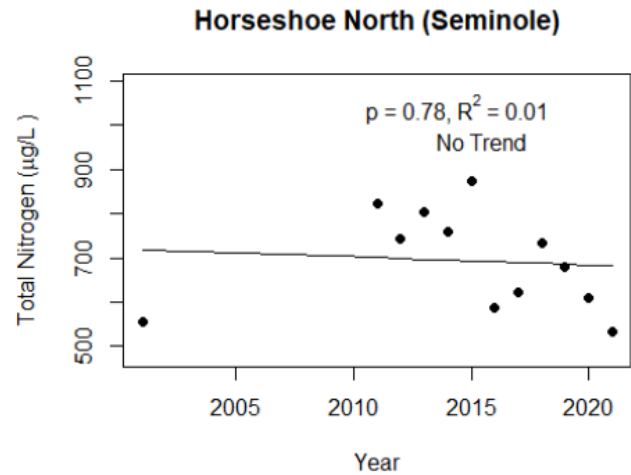 Horseshoe North (Seminole)
p = 0.78, R² = 0.01
No Trend
Total Nitrogen (µg/L )
1100
900
700
500
2005 2010 2015 2020
Year